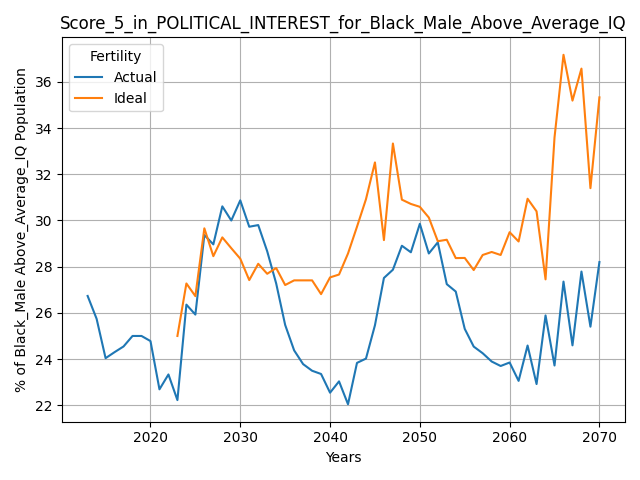 Score_5_in_POLITICAL_INTEREST_for_Black_Male_Above_Average_IQ
Fertility
Actual
Ideal
% of Black_Male Above_Average_IQ Population
36
34
32
30
28
26
24
22
2020
2030
2040
2050
2060
2070
Years